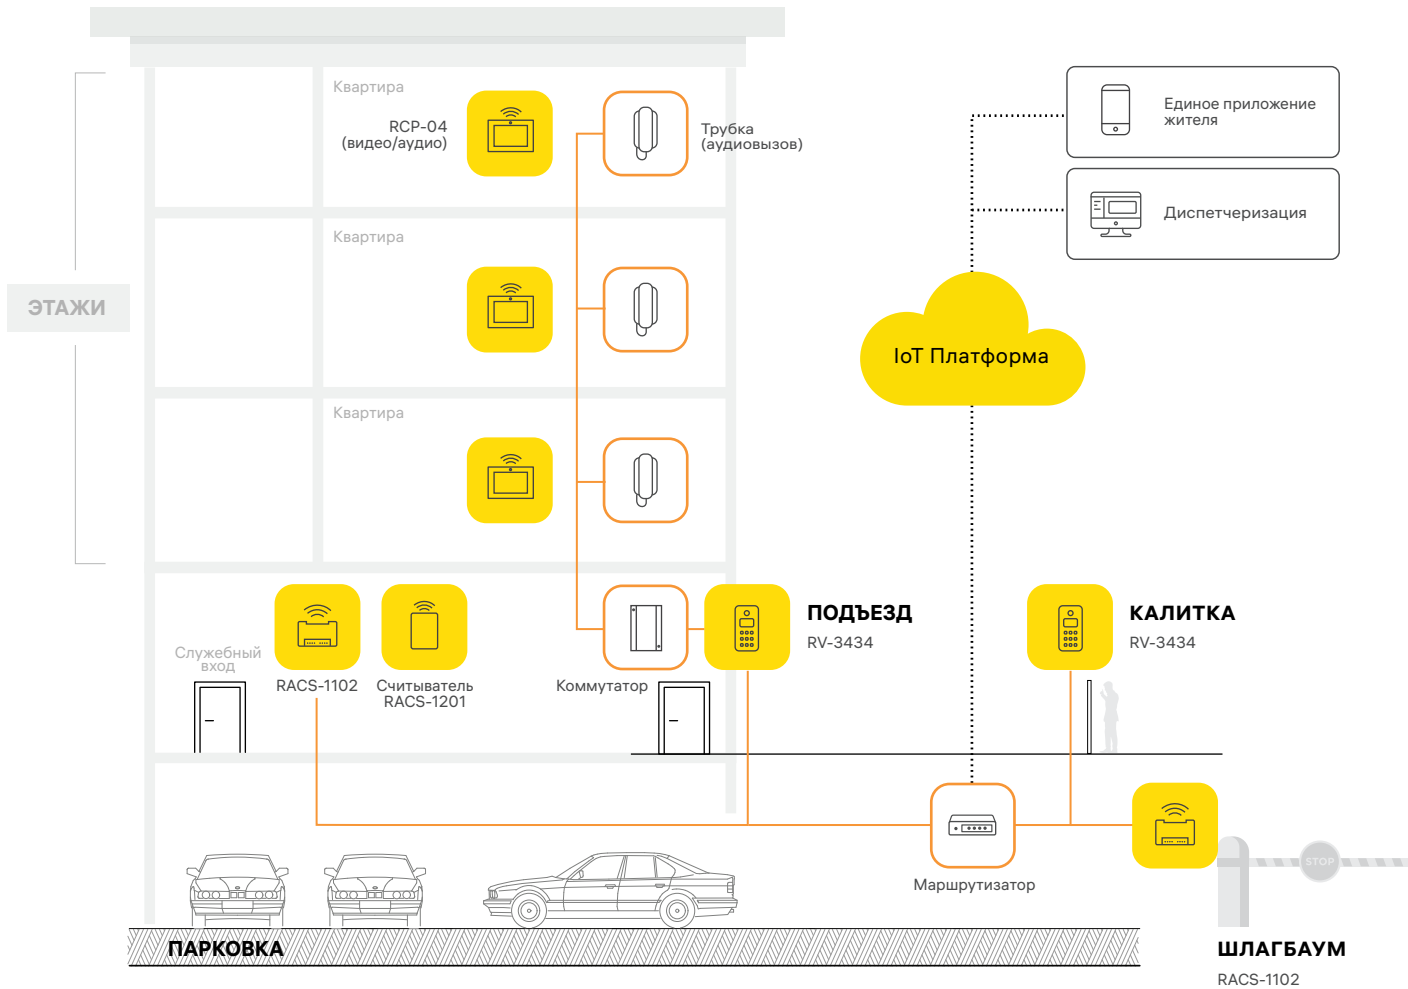 Квартира
RCP-04
(видео/аудио)
Трубка
(аудиовызов)
Единое приложение
жителя
Диспетчеризация
Квартира
ЭТАЖИ
IoT Платформа
Квартира
ПОДЪЕЗД
RV-3434
КАЛИТКА
RV-3434
Служебный
вход
RACS-1102
Считыватель
RACS-1201
Коммутатор
Маршрутизатор
STOP
ПАРКОВКА
ШЛАГБАУМ
RACS-1102